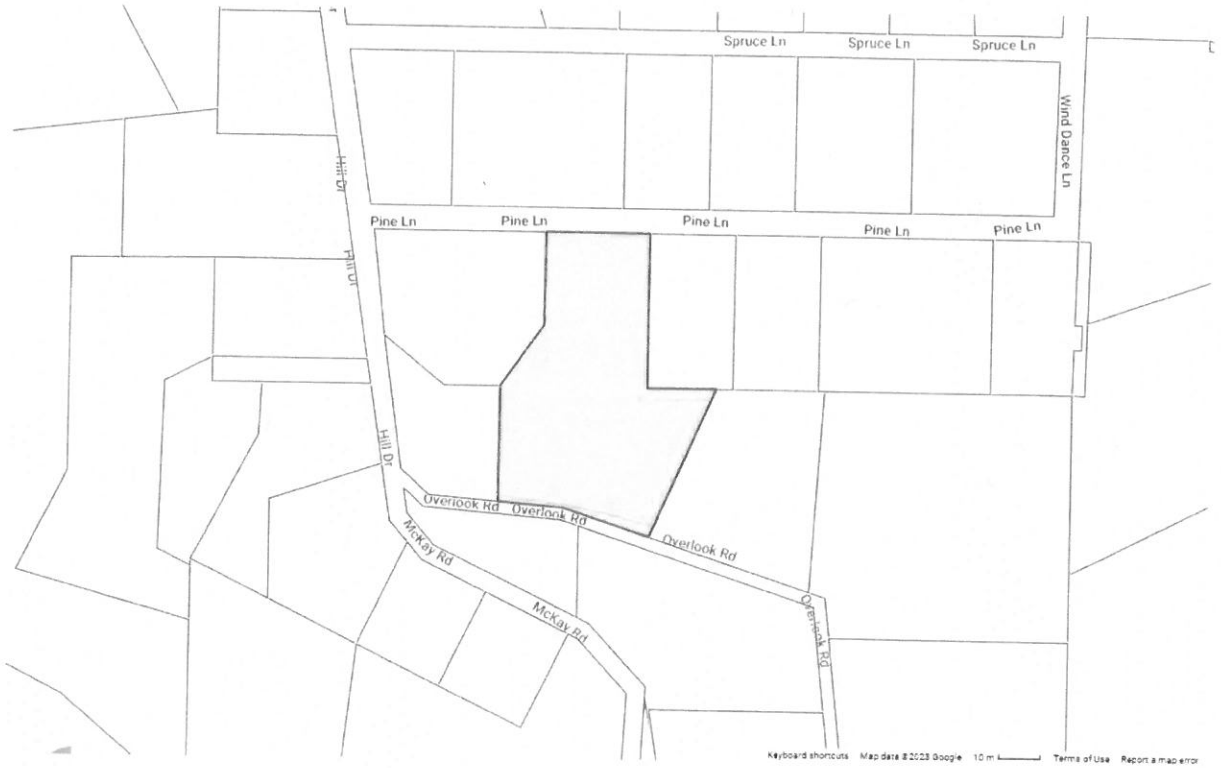 Spruce Ln Spruce Ln Spruce Ln
Wind Dance Ln
Hill Dr
Pine Ln Pine Ln Pine Ln Pine Ln Pine Ln
Hill Dr
Hill Dr
Overlook Rd Overlook Rd Overlook Rd
McKay Rd
McKay Rd
Overlook Rd
Keyboard shortcuts Map data ©2023 Google 10 m Terms of Use Report a map error